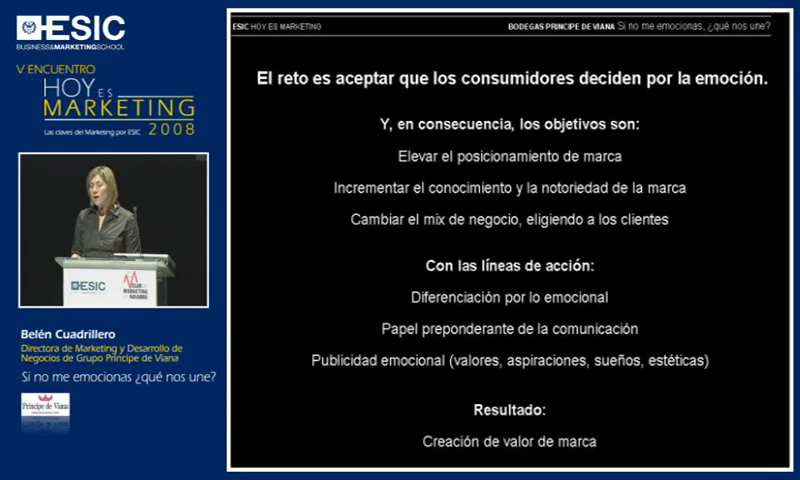 ESIC
BUSINESS&MARKETINGSCHOOL
V ENCUENTRO
HOY ES
MARKETING
Las claves del Marketing por ESIC 2008
ESIC
CLUB DE
MARKETING
NAVARRA
Belén Cuadrillero
Directora de Marketing y Desarrollo de
Negocios de Grupo Príncipe de Viana
Si no me emocionas ¿qué nos une?
Príncipe de Viana
ESIC HOY ES MARKETING
BODEGAS PRINCIPE DE VIANA Si no me emocionas, ¿qué nos une?
El reto es aceptar que los consumidores deciden por la emoción.
Y, en consecuencia, los objetivos son:
Elevar el posicionamiento de marca
Incrementar el conocimiento y la notoriedad de la marca
Cambiar el mix de negocio, eligiendo a los clientes
Con las líneas de acción:
Diferenciación por lo emocional
Papel preponderante de la comunicación
Publicidad emocional (valores, aspiraciones, sueños, estéticas)
Resultado:
Creación de valor de marca